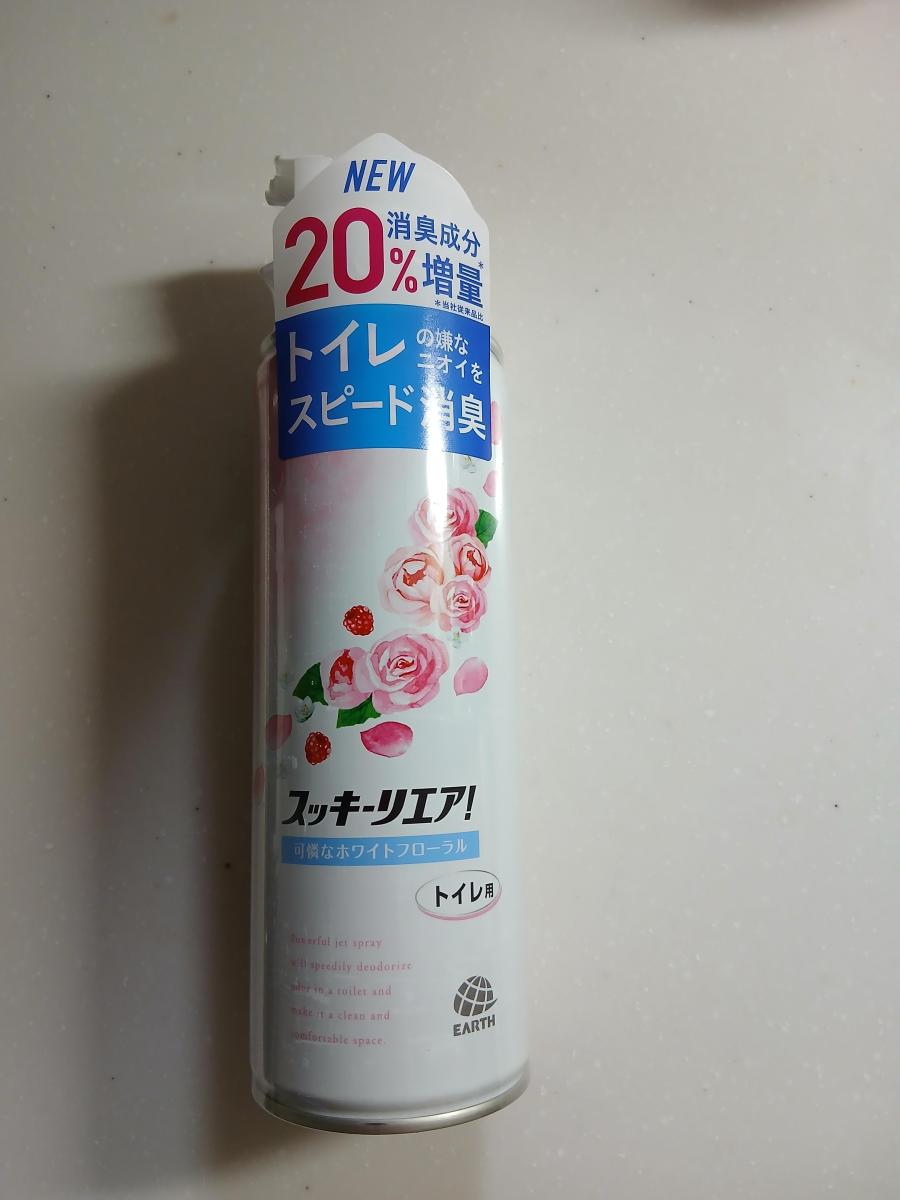 NEW
20%
消臭成分
増量*
*当社従来品比
トイレ
の嫌な
ニオイを
スピード消臭
スッキーリエア!
可憐なホワイトフローラル
トイレ用
Powerful jet spray
will speedily deodorize
odor in a toilet and
make it a clean and
comfortable space.
EARTH